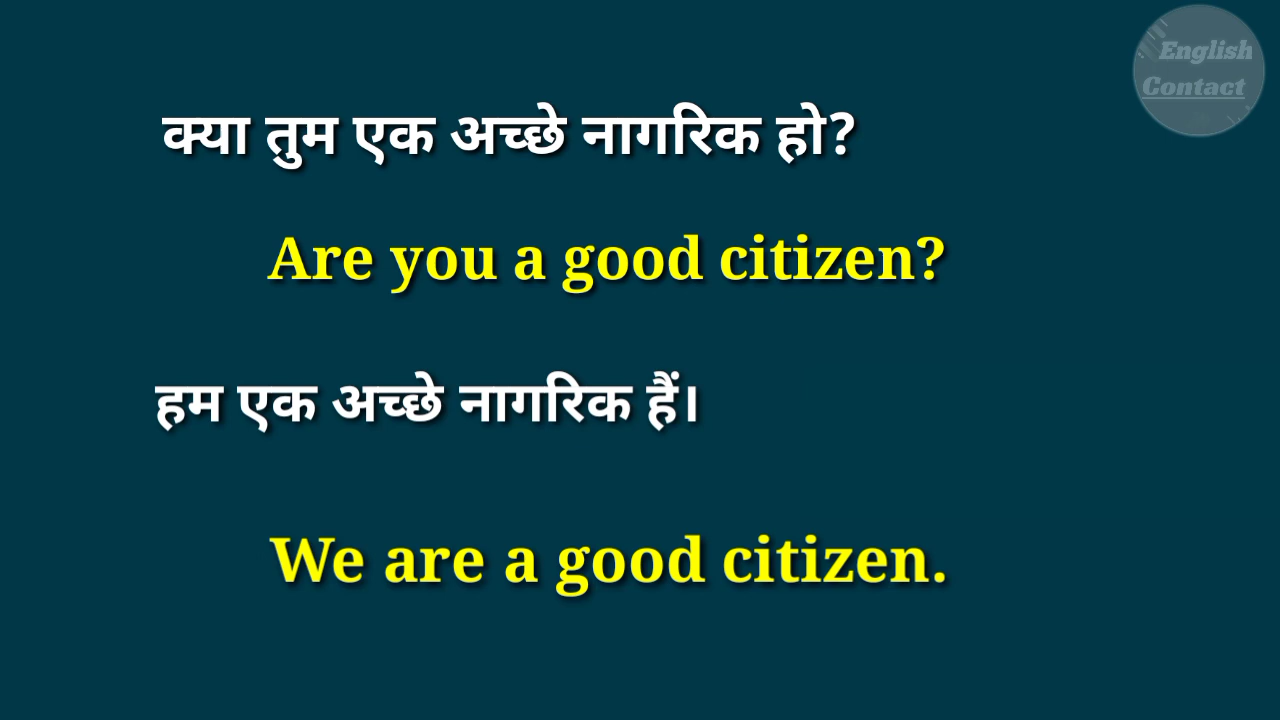 English
Contact
क्या तुम एक अच्छे नागरिक हो?
Are you a good citizen?
हम एक अच्छे नागरिक हैं।
We are a good citizen.